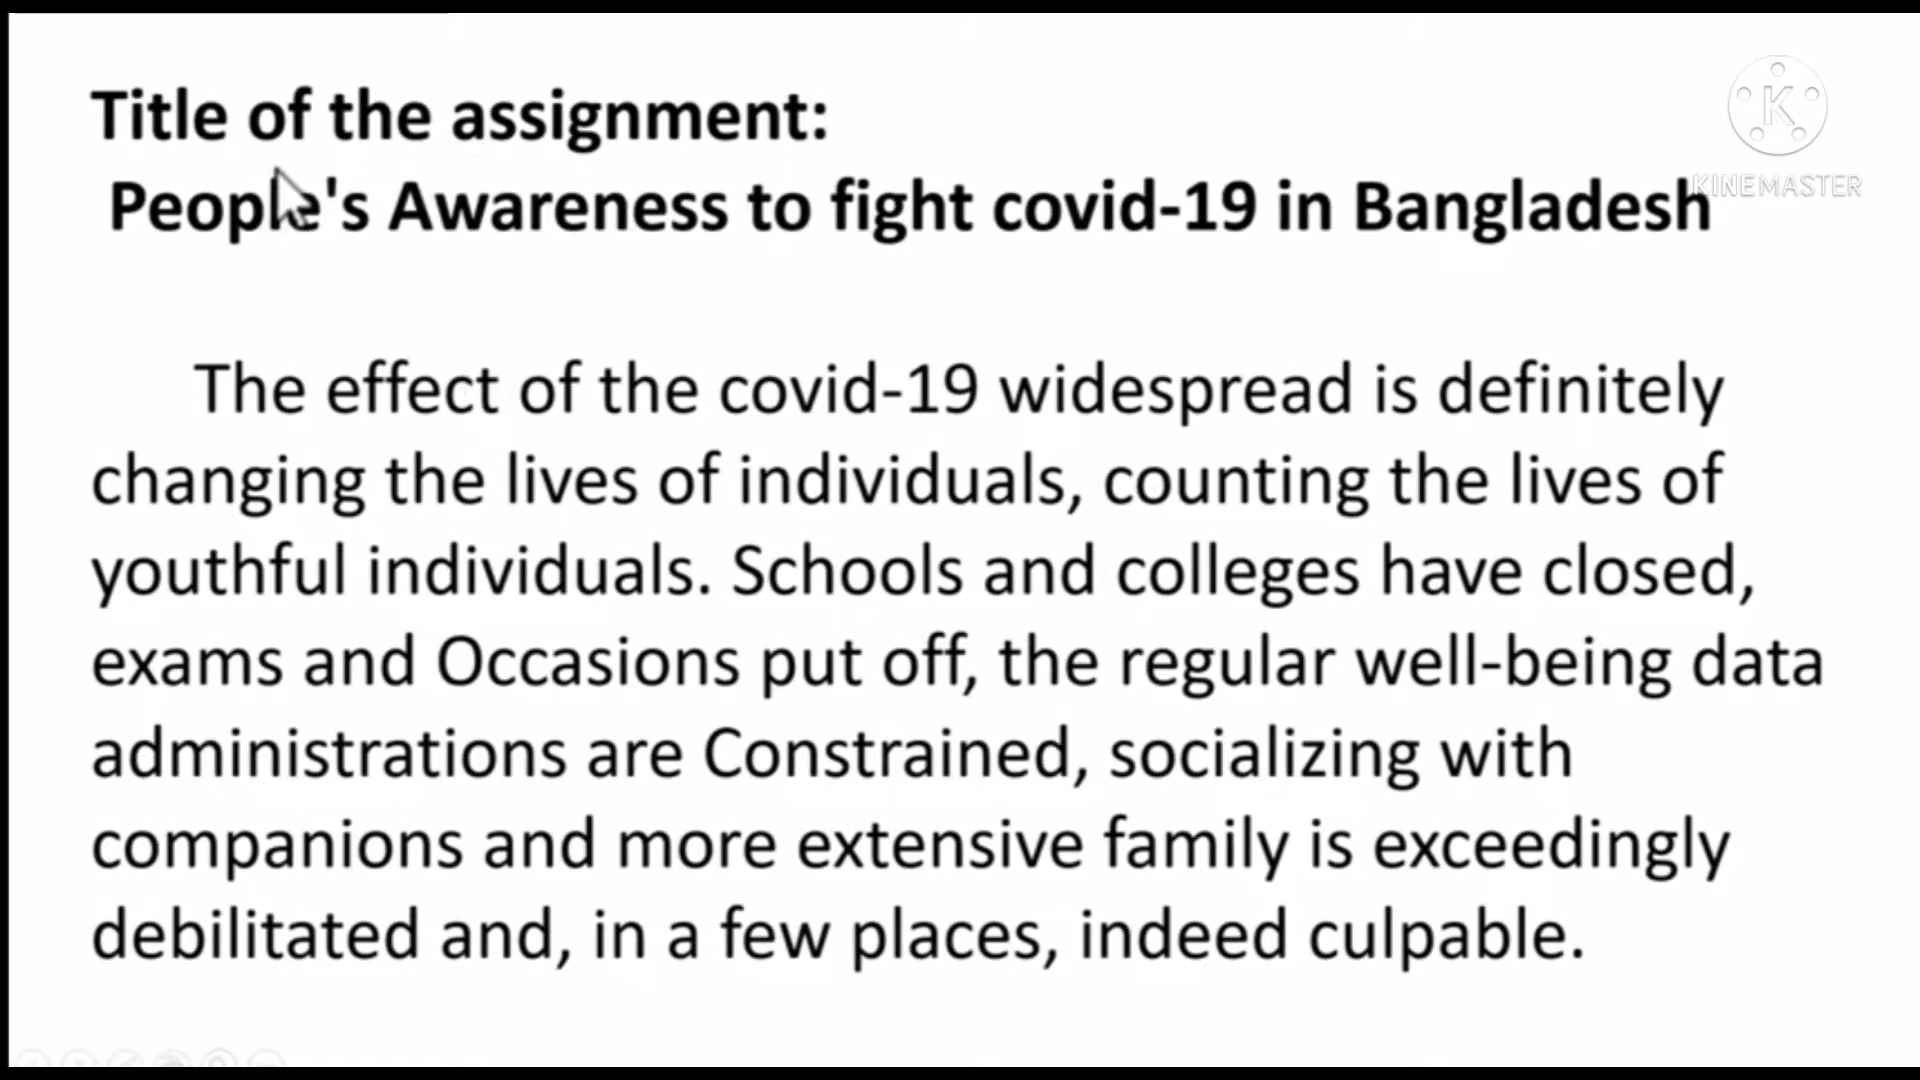 Title of the assignment:
People's Awareness to fight covid-19 in Bangladesh
K
KINEMASTER
The effect of the covid-19 widespread is definitely
changing the lives of individuals, counting the lives of
youthful individuals. Schools and colleges have closed,
exams and Occasions put off, the regular well-being data
administrations are Constrained, socializing with
companions and more extensive family is exceedingly
debilitated and, in a few places, indeed culpable.